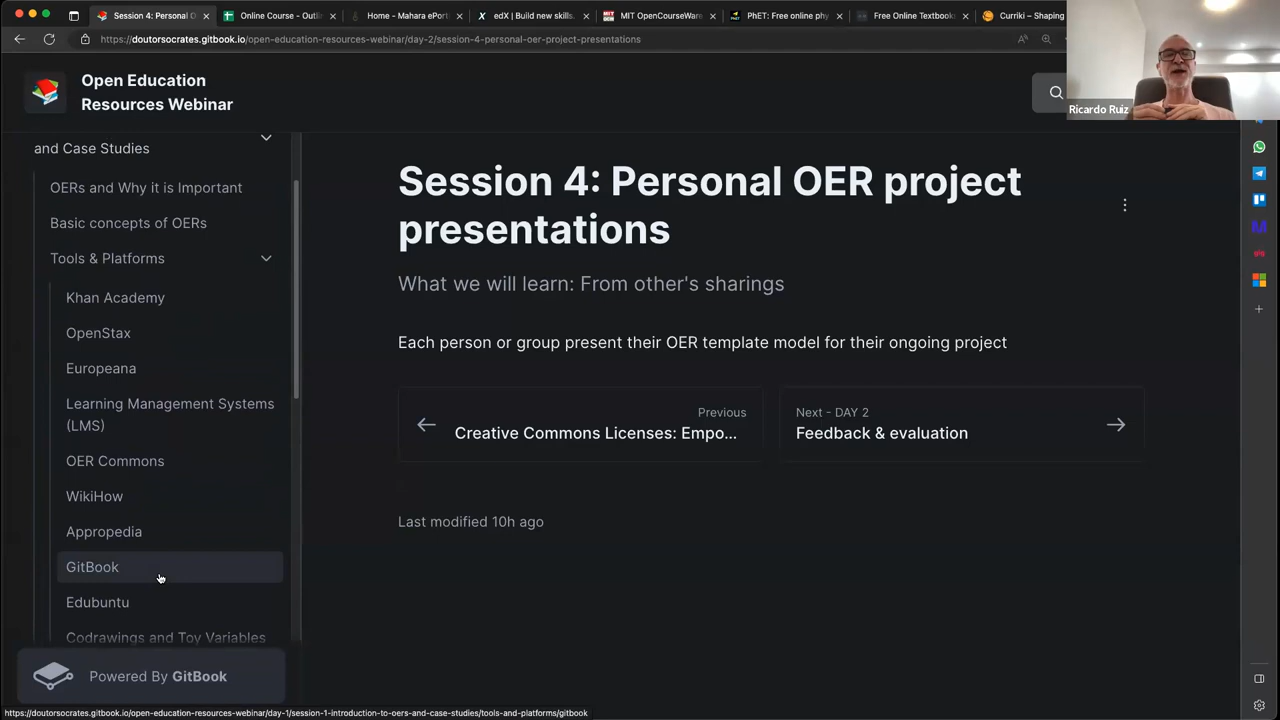 Session 4: Personal O
Online Course - Outlin
Home - Mahara ePort
edX | Build new skills.
MIT OpenCourseWare
PhET: Free online phy
Free Online Textbook
Curriki – Shaping
https://doutorsocrates.gitbook.io/open-education-resources-webinar/day-2/session-4-personal-oer-project-presentations
Open Education
Resources Webinar
Ricardo Ruiz
and Case Studies
OERs and Why it is Important
Basic concepts of OERs
Tools & Platforms
Khan Academy
OpenStax
Europeana
Learning Management Systems
(LMS)
OER Commons
WikiHow
Appropedia
GitBook
Edubuntu
Codrawings and Toy Variables
Powered By GitBook
Session 4: Personal OER project
presentations
What we will learn: From other's sharings
Each person or group present their OER template model for their ongoing project
Previous
Creative Commons Licenses: Empo...
Next - DAY 2
Feedback & evaluation
Last modified 10h ago
https://doutorsocrates.gitbook.io/open-education-resources-webinar/day-1/session-1-introduction-to-oers-and-case-studies/tools-and-platforms/gitbook